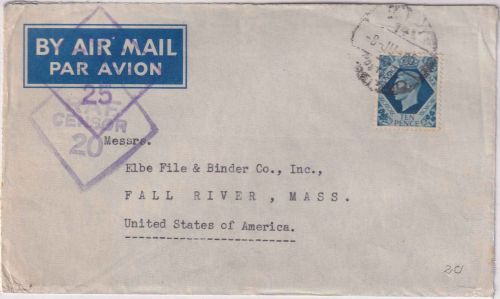 BY AIR MAIL
PAR AVION
25
R.A.F.
CENSOR
20
TEN
PENCE
Messrs.
Elbe File & Binder Co., Inc.,
FALL RIVER, MASS.
United States of America.
20